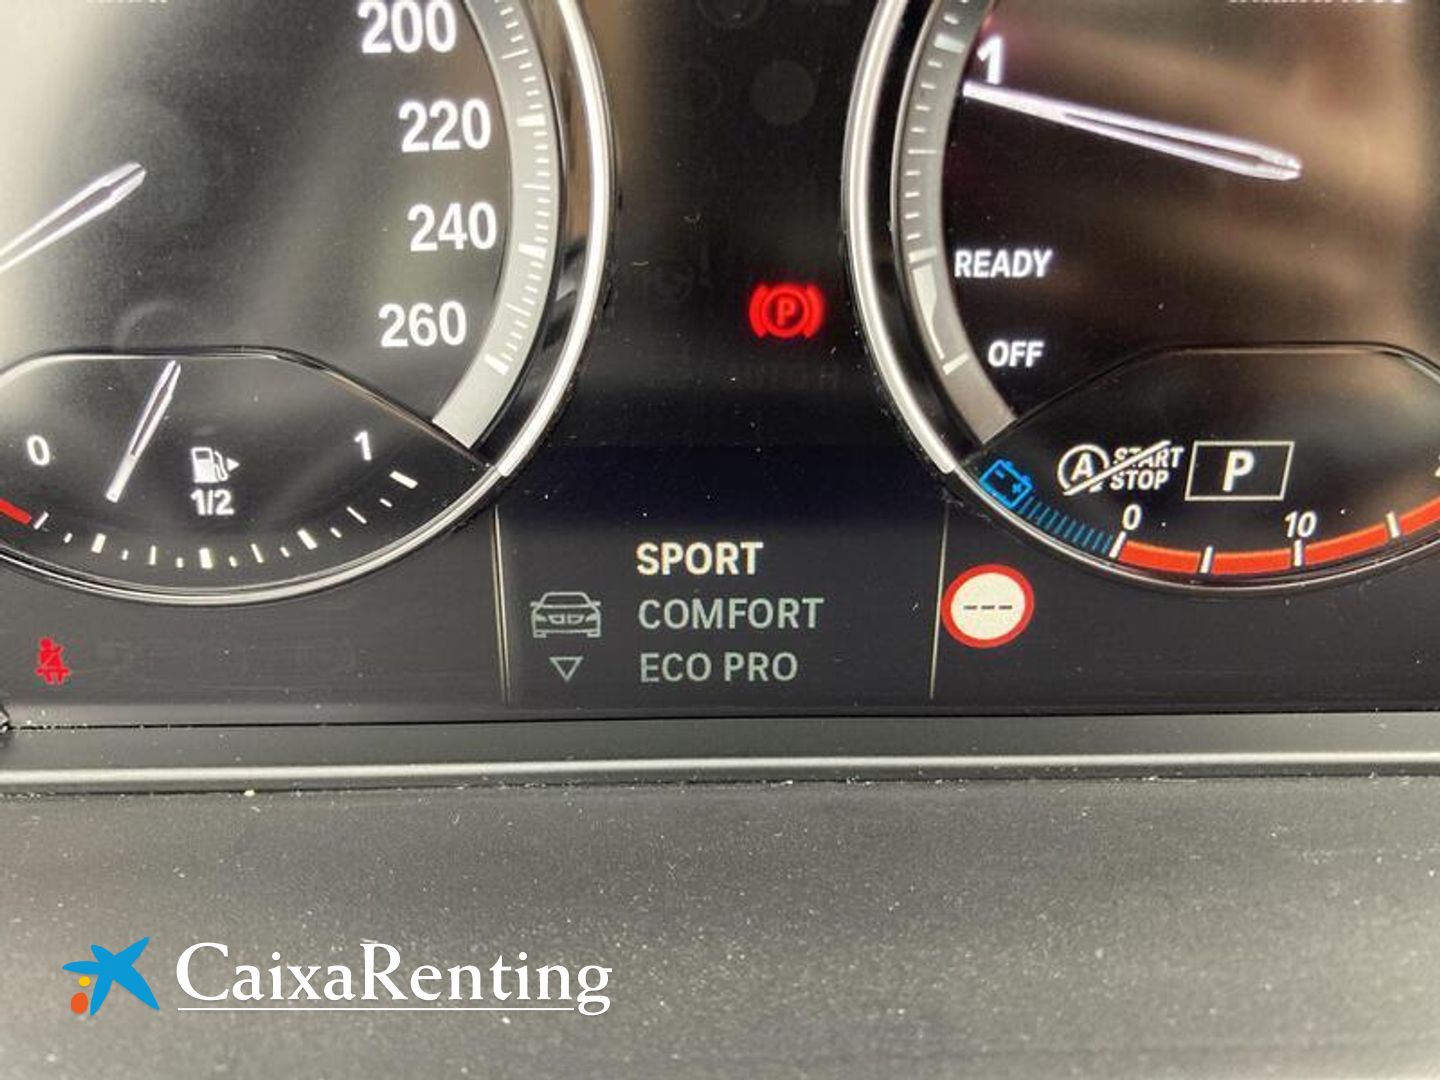 200
220
240
260
0
1
1/2
P
1
READY
OFF
A
START
STOP
P
0
10
SPORT
COMFORT
ECO PRO
---
CaixaRenting